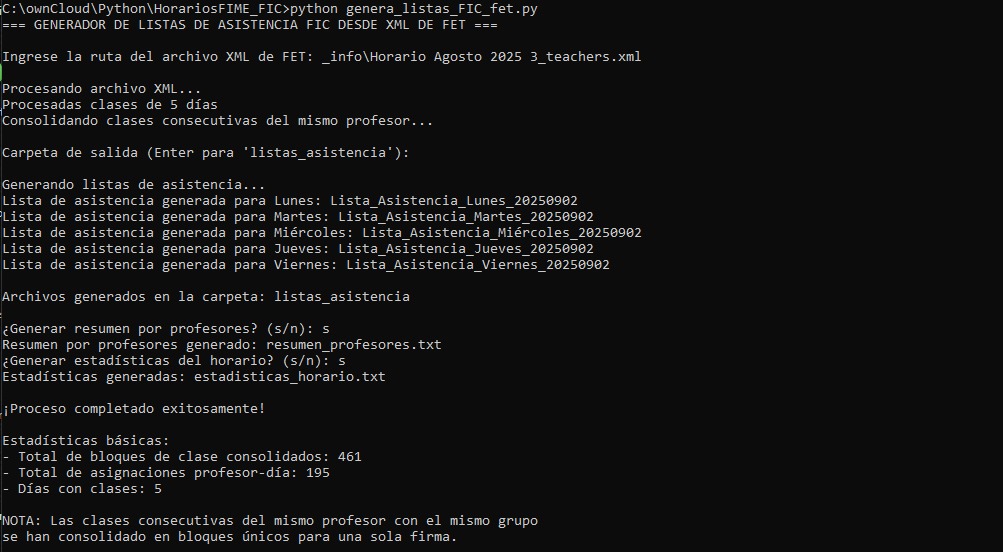 C:\ownCloud\Python\HorariosFIME_FIC>python genera_listas_FIC_fet.py
=== GENERADOR DE LISTAS DE ASISTENCIA FIC DESDE XML DE FET ===
Ingrese la ruta del archivo XML de FET: _info\Horario Agosto 2025 3_teachers.xml
Procesando archivo XML...
Procesadas clases de 5 días
Consolidando clases consecutivas del mismo profesor...
Carpeta de salida (Enter para 'listas_asistencia'):
Generando listas de asistencia...
Lista de asistencia generada para Lunes: Lista_Asistencia_Lunes_20250902
Lista de asistencia generada para Martes: Lista_Asistencia_Martes_20250902
Lista de asistencia generada para Miércoles: Lista_Asistencia_Miércoles_20250902
Lista de asistencia generada para Jueves: Lista_Asistencia_Jueves_20250902
Lista de asistencia generada para Viernes: Lista_Asistencia_Viernes_20250902
Archivos generados en la carpeta: listas_asistencia
¿Generar resumen por profesores? (s/n): s
Resumen por profesores generado: resumen_profesores.txt
¿Generar estadísticas del horario? (s/n): s
Estadísticas generadas: estadisticas_horario.txt
¡Proceso completado exitosamente!
Estadísticas básicas:
- Total de bloques de clase consolidados: 461
- Total de asignaciones profesor-día: 195
- Días con clases: 5
NOTA: Las clases consecutivas del mismo profesor con el mismo grupo
se han consolidado en bloques únicos para una sola firma.